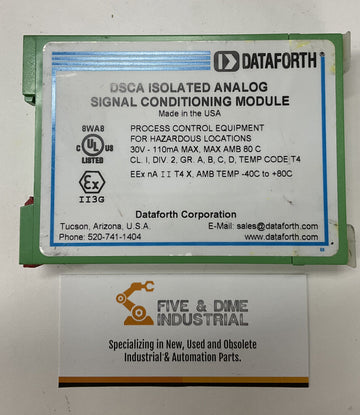 DATAFORTH
DSCA ISOLATED ANALOG
SIGNAL CONDITIONING MODULE
Made in the USA
8WA8
C UL US
LISTED
PROCESS CONTROL EQUIPMENT
FOR HAZARDOUS LOCATIONS
30V - 110mA MAX, MAX AMB 80 C
CL. I, DIV. 2, GR. A, B, C, D, TEMP CODE T4
Ex
II3G
EEx nA II T4 X, AMB TEMP -40C to +80C
Dataforth Corporation
Tucson, Arizona, U.S.A.
E-Mail: sales@dataforth.com
Phone: 520-741-1404
www.dataforth.com
FIVE & DIME
INDUSTRIAL
Specializing in New, Used and Obsolete
Industrial & Automation Parts.